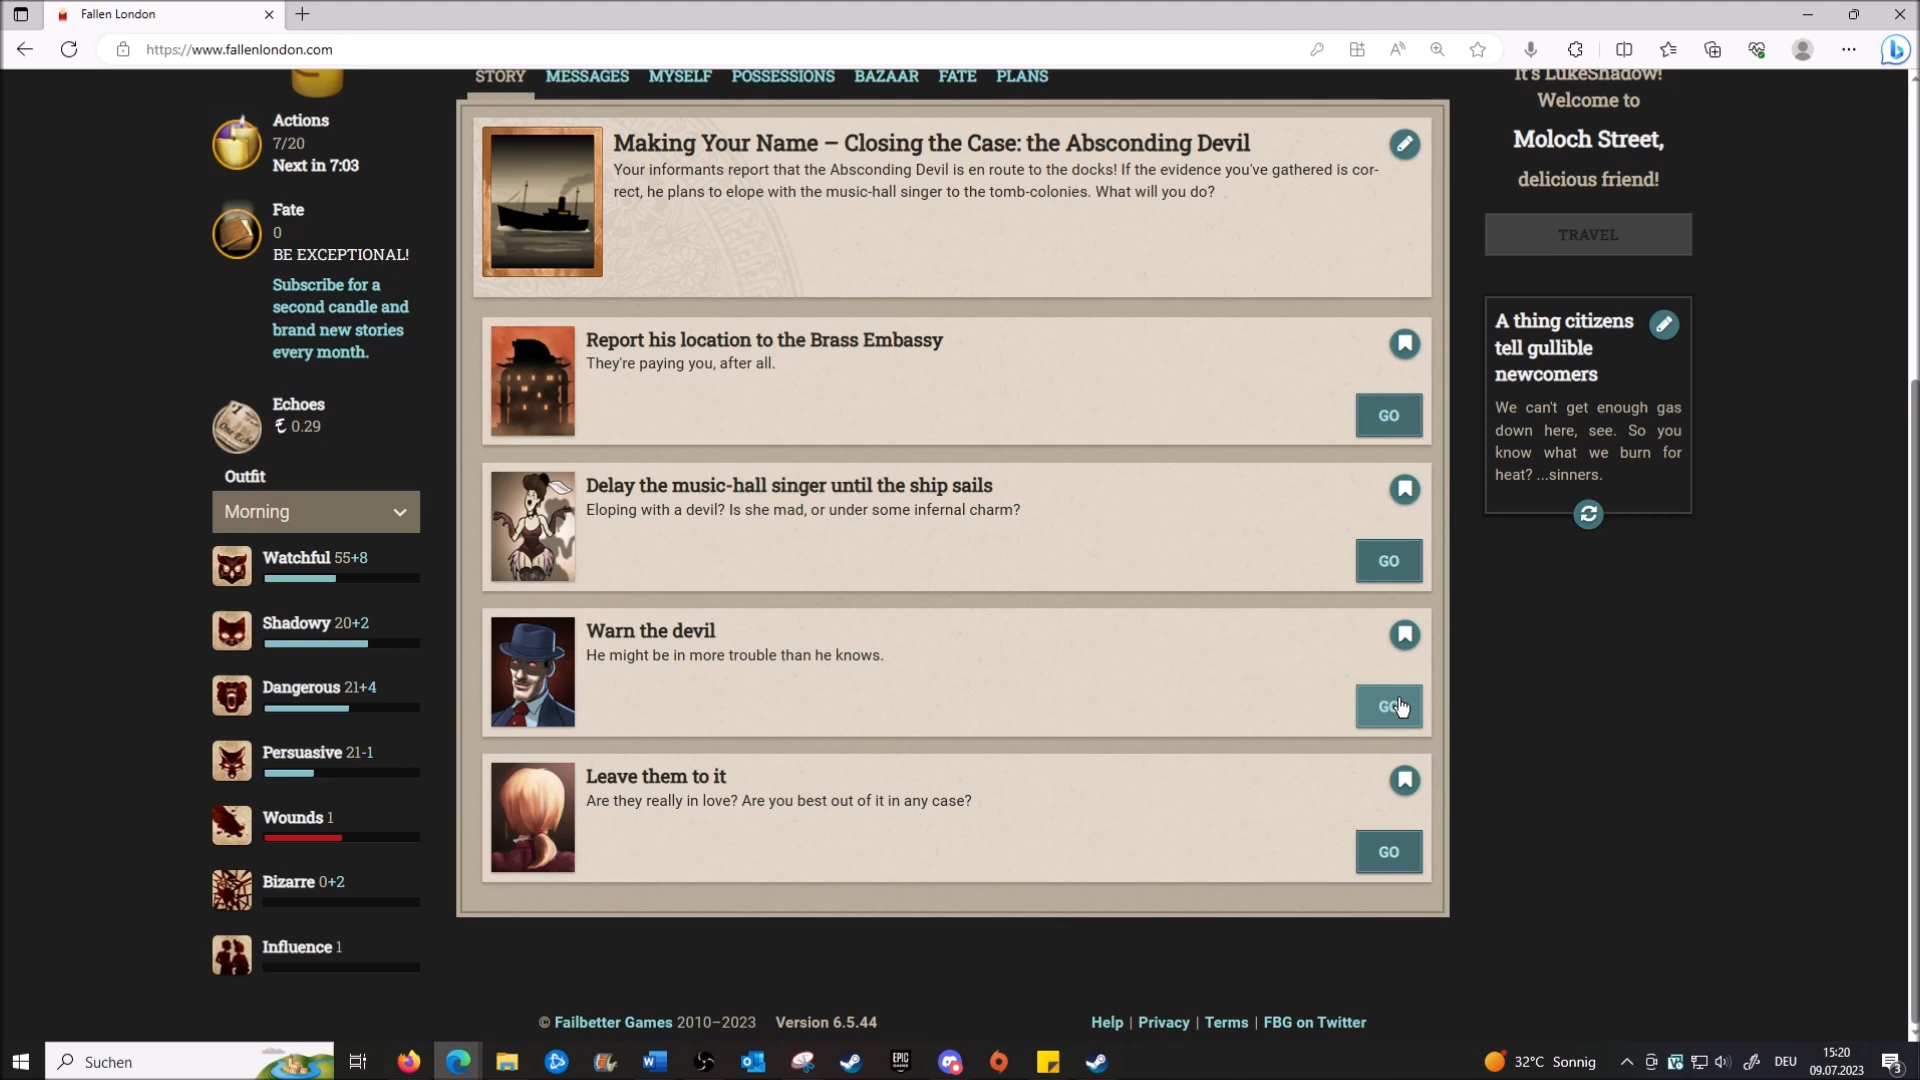 Fallen London
https://www.fallenlondon.com
STORY MESSAGES MYSELF POSSESSIONS BAZAAR FATE PLANS
Actions
7/20
Next in 7:03
Fate
0
BE EXCEPTIONAL!
Subscribe for a
second candle and
brand new stories
every month.
Echoes
0.29
Outfit
Morning
Watchful 55+8
Shadowy 20+2
Dangerous 21+4
Persuasive 21-1
Wounds 1
Bizarre 0+2
Influence 1
Making Your Name – Closing the Case: the Absconding Devil
Your informants report that the Absconding Devil is en route to the docks! If the evidence you've gathered is cor-
rect, he plans to elope with the music-hall singer to the tomb-colonies. What will you do?
Report his location to the Brass Embassy
They're paying you, after all.
GO
Delay the music-hall singer until the ship sails
Eloping with a devil? Is she mad, or under some infernal charm?
GO
Warn the devil
He might be in more trouble than he knows.
GO
Leave them to it
Are they really in love? Are you best out of it in any case?
GO
It's LukeShadow!
Welcome to
Moloch Street,
delicious friend!
TRAVEL
A thing citizens
tell gullible
newcomers
We can't get enough gas
down here, see. So you
know what we burn for
heat? ...sinners.
© Failbetter Games 2010–2023 Version 6.5.44
Help | Privacy | Terms | FBG on Twitter
Suchen
EPIC
GAMES
32°C Sonnig
DEU
15:20
09.07.2023
3